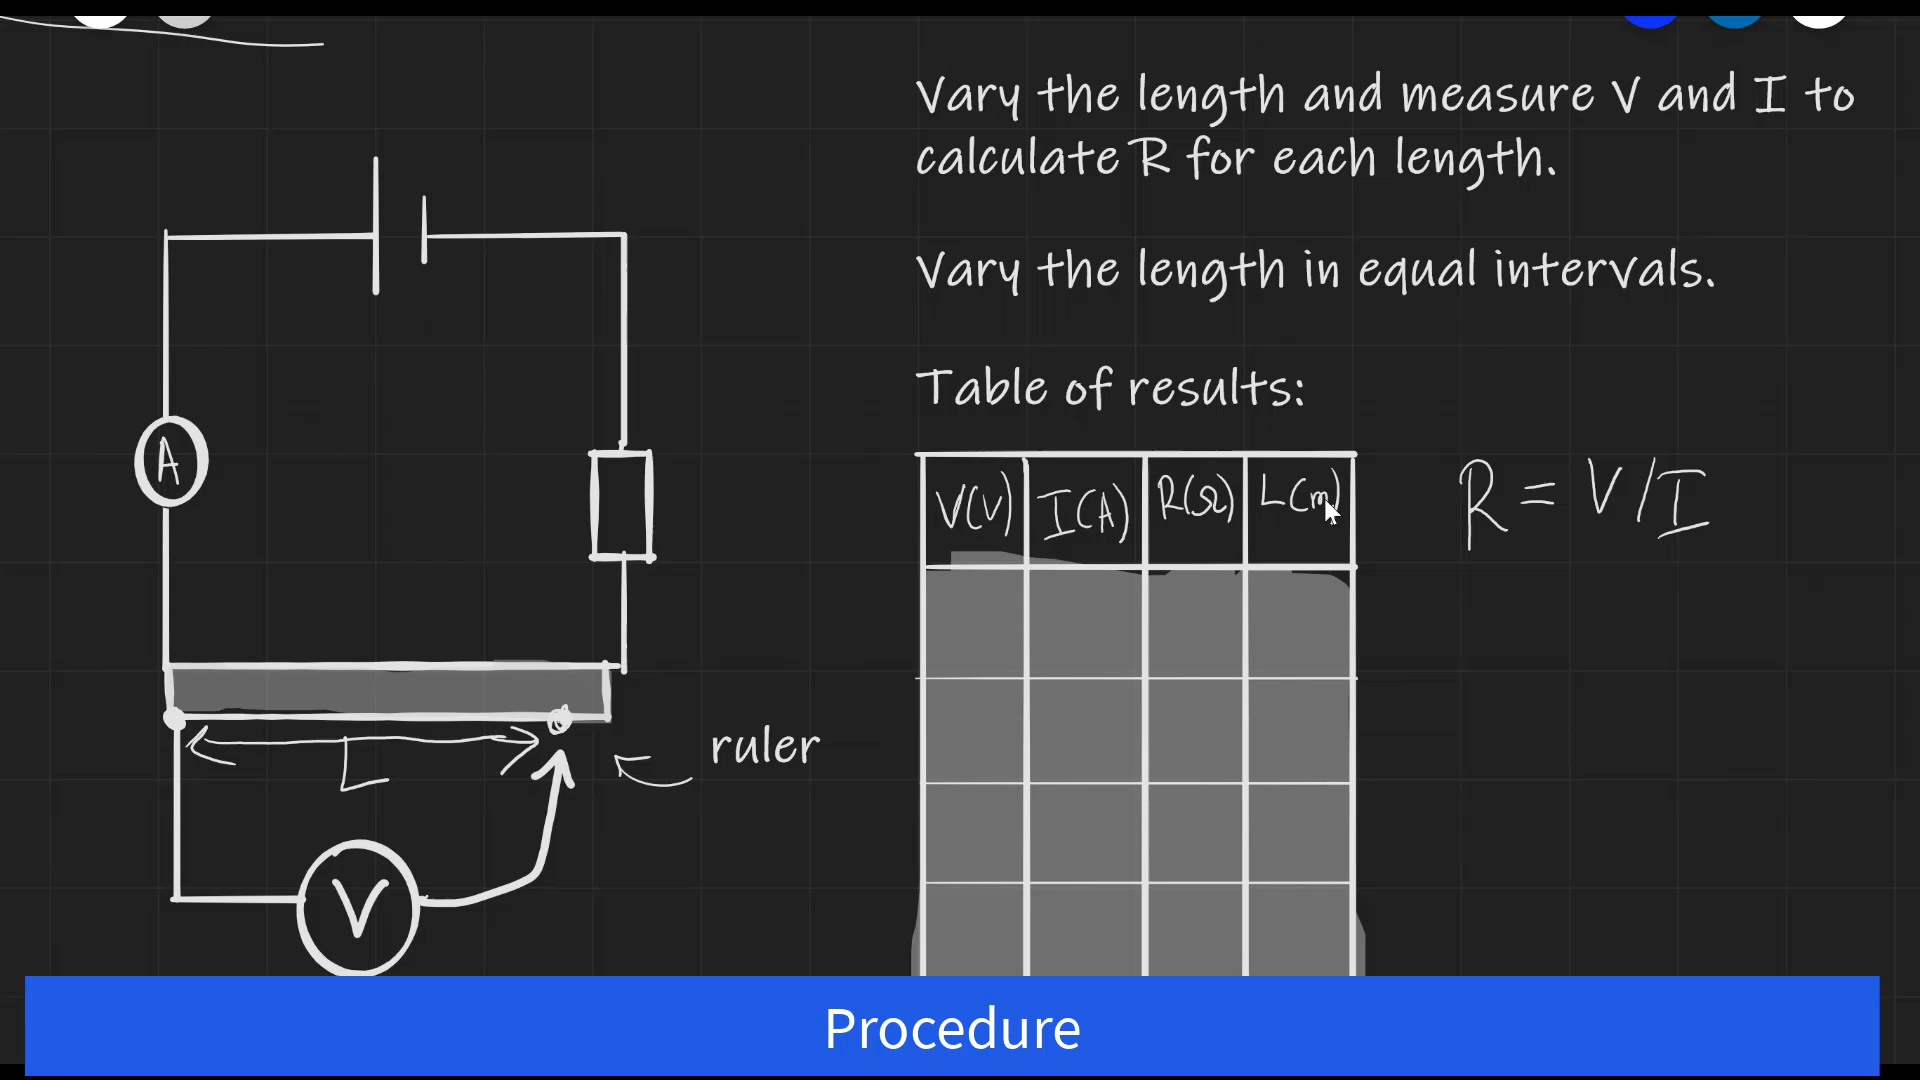 Vary the length and measure V and I to
calculate R for each length.
Vary the length in equal intervals.
Table of results:
V(V) I(A) R(Ω) L(m)
R = V/I
A
L
ruler
V
Procedure